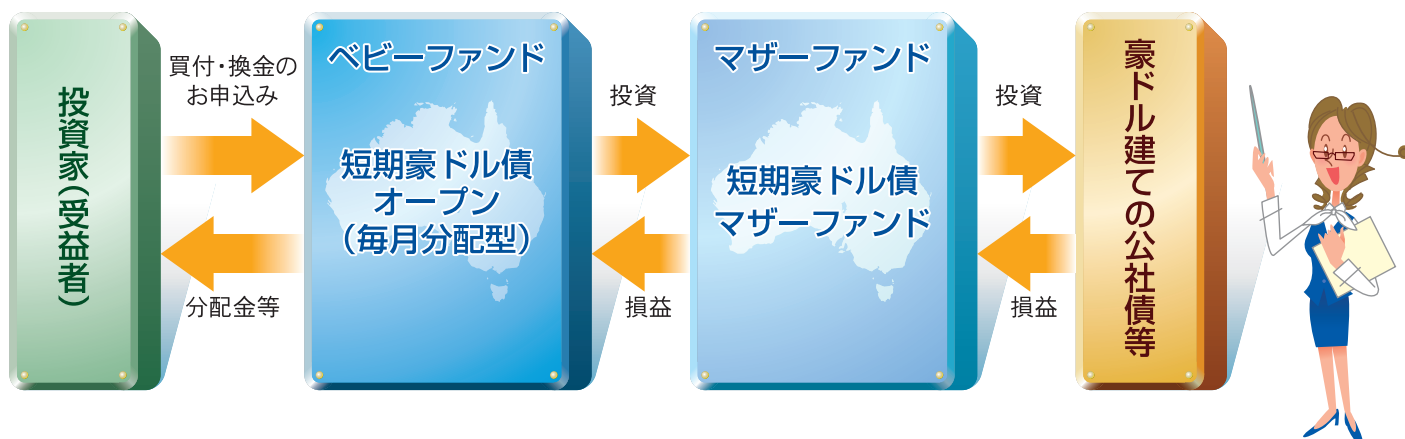 投資家(受益者)
買付・換金の
お申込み
分配金等
ベビーファンド
短期豪ドル債
オープン
(毎月分配型)
投資
損益
マザーファンド
短期豪ドル債
マザーファンド
投資
損益
豪ドル建ての公社債等